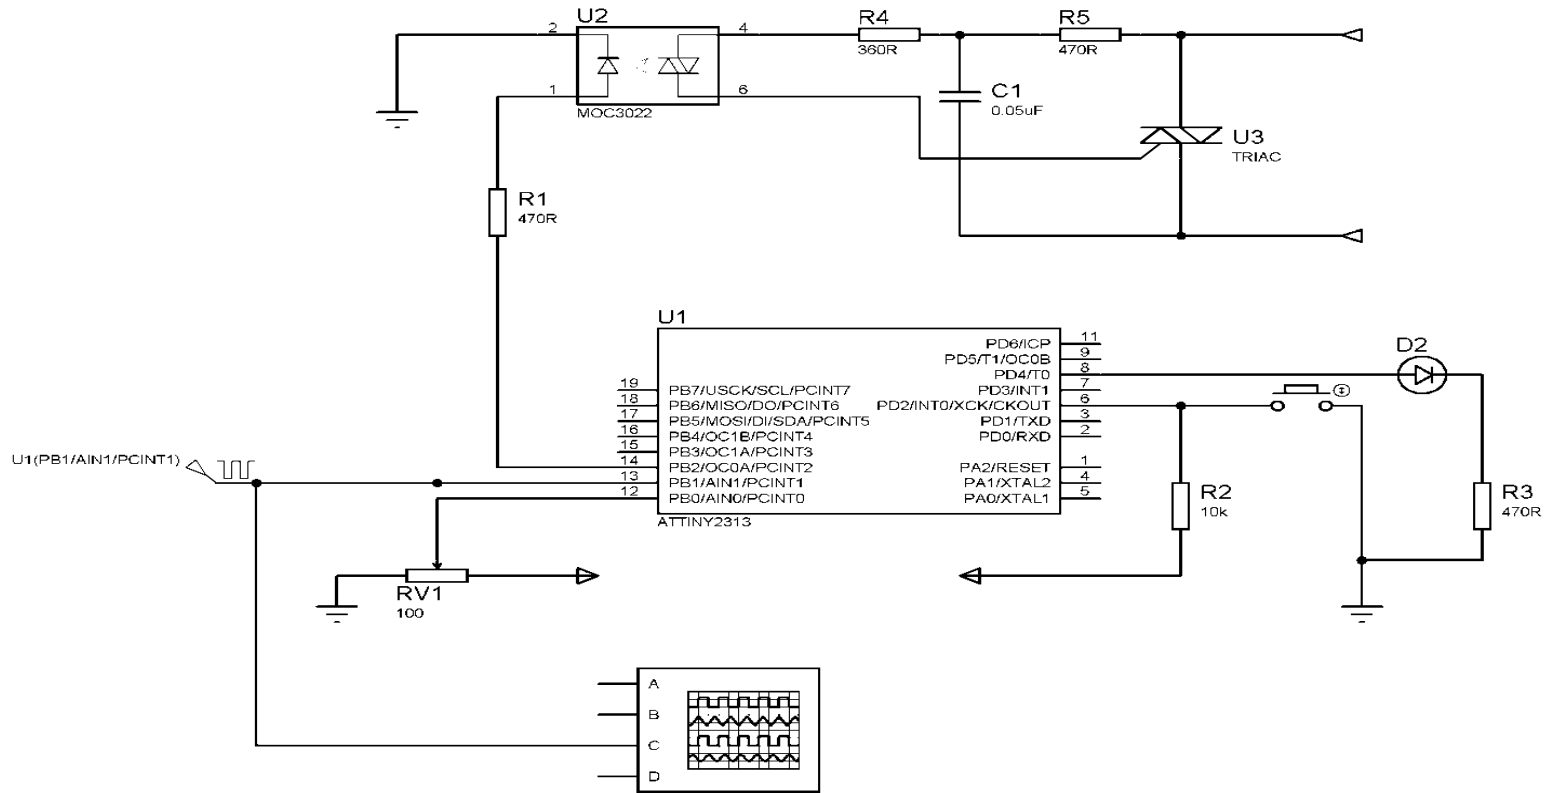 U2
2
4
1
6
MOC3022
R4
360R
R5
470R
C1
0.05uF
U3
TRIAC
R1
470R
U1
PD6/ICP 11
PD5/T1/OC0B 9
PD4/T0 8
19 PB7/USCK/SCL/PCINT7 PD3/INT1 7
18 PB6/MISO/DO/PCINT6 PD2/INT0/XCK/CKOUT 6
17 PB5/MOSI/DI/SDA/PCINT5 PD1/TXD 3
16 PB4/OC1B/PCINT4 PD0/RXD 2
15 PB3/OC1A/PCINT3
14 PB2/OC0A/PCINT2 PA2/RESET 1
13 PB1/AIN1/PCINT1 PA1/XTAL2 4
12 PB0/AIN0/PCINT0 PA0/XTAL1 5
ATTINY2313
D2
U1(PB1/AIN1/PCINT1)
R2
10k
R3
470R
RV1
100
A
B
C
D